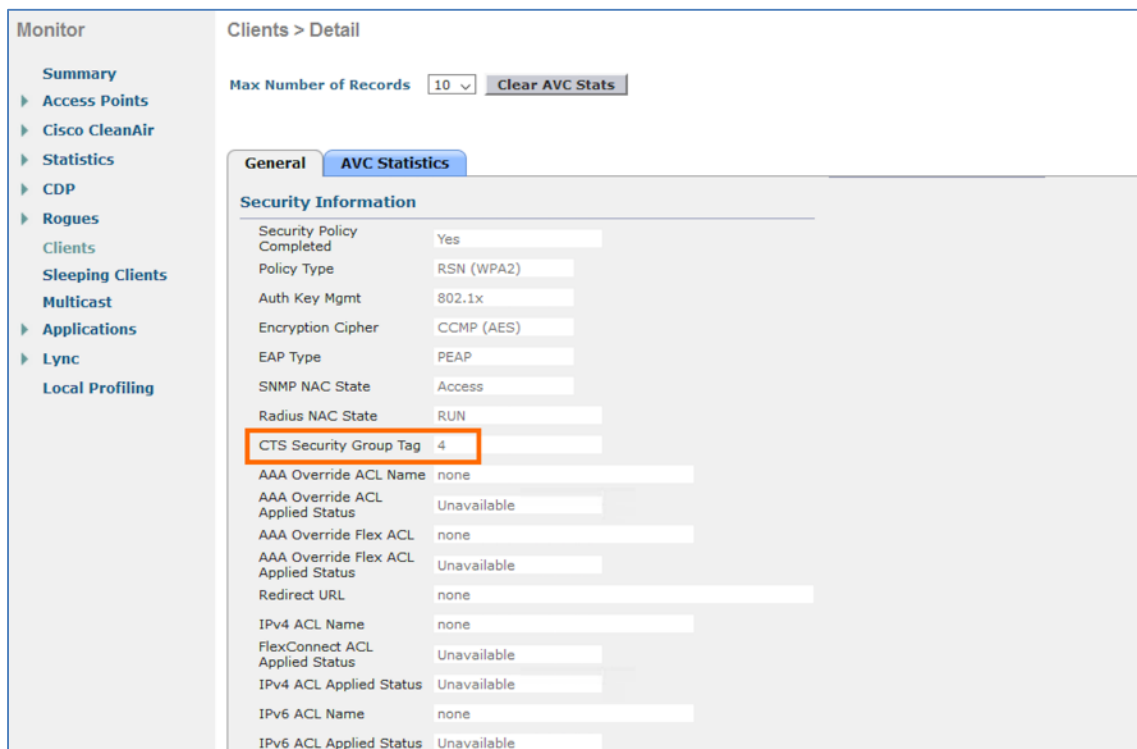 Monitor
Summary
Access Points
Cisco CleanAir
Statistics
CDP
Rogues
Clients
Sleeping Clients
Multicast
Applications
Lync
Local Profiling
Clients > Detail
Max Number of Records 10 Clear AVC Stats
General AVC Statistics
Security Information
Security Policy
Completed Yes
Policy Type RSN (WPA2)
Auth Key Mgmt 802.1x
Encryption Cipher CCMP (AES)
EAP Type PEAP
SNMP NAC State Access
Radius NAC State RUN
CTS Security Group Tag 4
AAA Override ACL Name none
AAA Override ACL
Applied Status Unavailable
AAA Override Flex ACL none
AAA Override Flex ACL
Applied Status Unavailable
Redirect URL none
IPv4 ACL Name none
FlexConnect ACL
Applied Status Unavailable
IPv4 ACL Applied Status Unavailable
IPv6 ACL Name none
IPv6 ACL Applied Status Unavailable